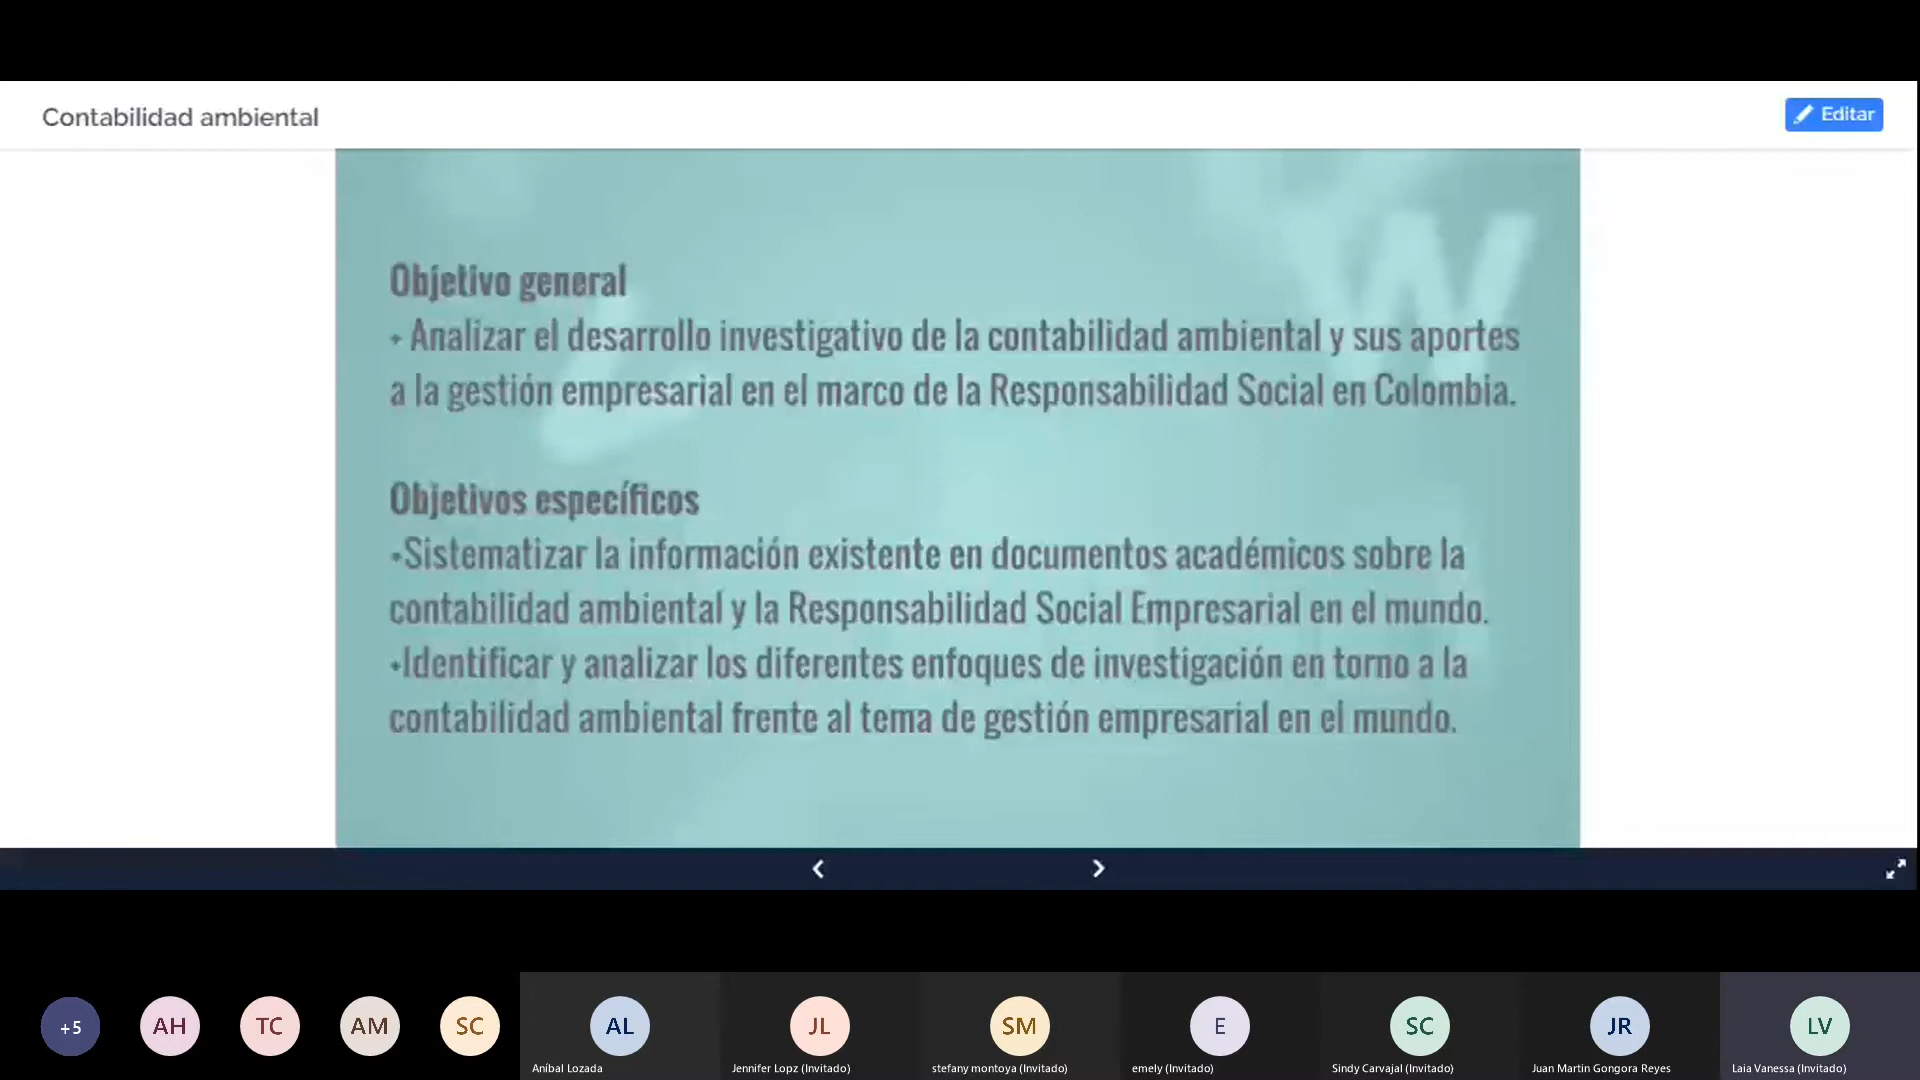 Contabilidad ambiental
Editar
Objetivo general
• Analizar el desarrollo investigativo de la contabilidad ambiental y sus aportes
a la gestión empresarial en el marco de la Responsabilidad Social en Colombia.
Objetivos específicos
•Sistematizar la información existente en documentos académicos sobre la
contabilidad ambiental y la Responsabilidad Social Empresarial en el mundo.
•Identificar y analizar los diferentes enfoques de investigación en torno a la
contabilidad ambiental frente al tema de gestión empresarial en el mundo.
+5 AH TC AM SC AL JL SM E SC JR LV
Aníbal Lozada Jennifer Lopz (Invitado) stefany montoya (Invitado) emely (Invitado) Sindy Carvajal (Invitado) Juan Martin Gongora Reyes Laia Vanessa (Invitado)